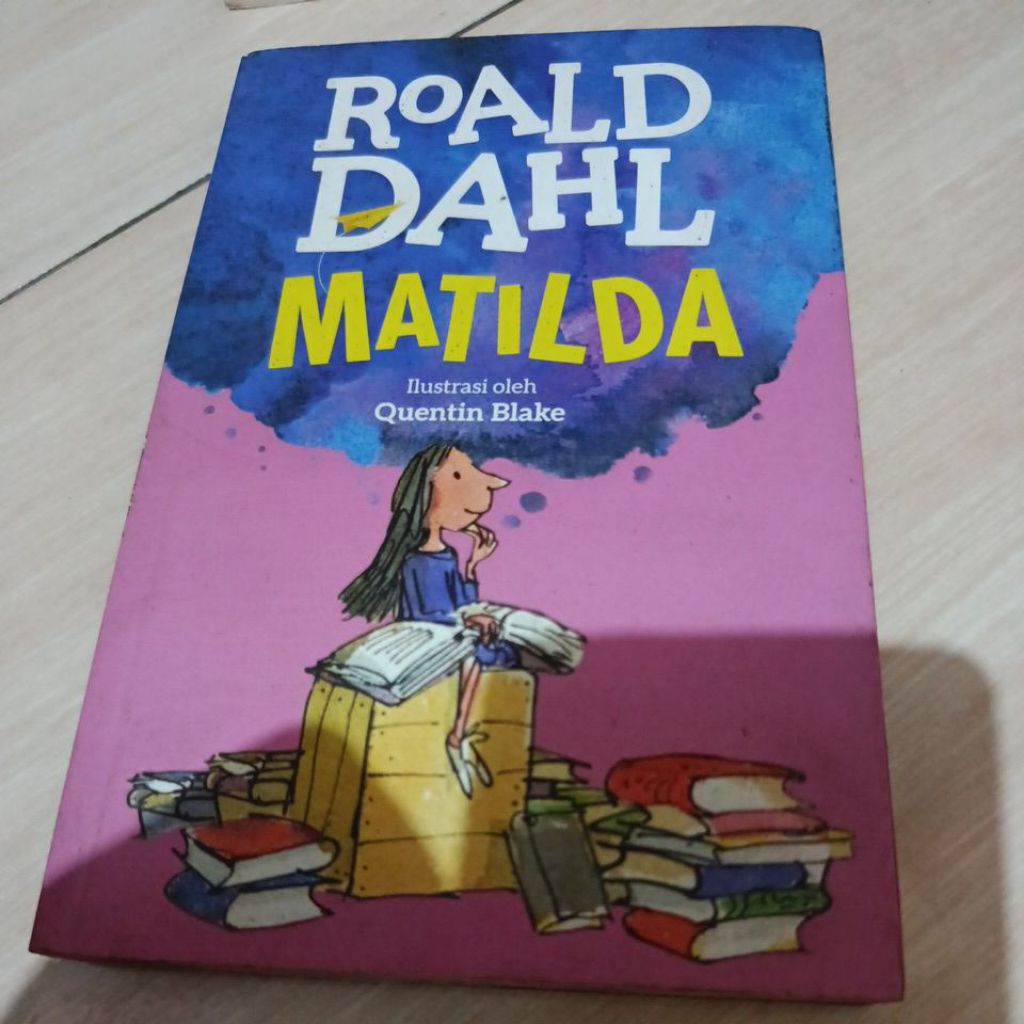 ROALD
DAHL
MATILDA
Ilustrasi oleh
Quentin Blake